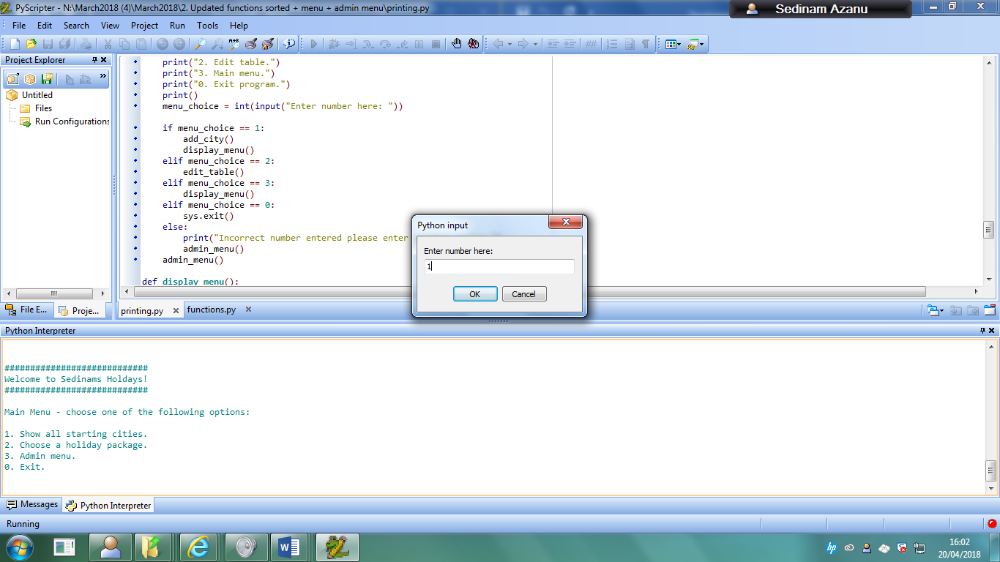 PyScripter - N:\March2018 (4)\March2018\2. Updated functions sorted + menu + admin menu\printing.py
Sedinam Azanu
File Edit Search View Project Run Tools Help
Project Explorer
Untitled
Files
Run Configurations
File E...
Proje...
print("2. Edit table.")
print("3. Main menu.")
print("0. Exit program.")
print()
menu_choice = int(input("Enter number here: "))
if menu_choice == 1:
add_city()
display_menu()
elif menu_choice == 2:
edit_table()
elif menu_choice == 3:
display_menu()
elif menu_choice == 0:
sys.exit()
else:
print("Incorrect number entered please enter
admin_menu()
admin_menu()
def display_menu():
printing.py
functions.py
Python input
Enter number here:
1
OK
Cancel
Python Interpreter
############################
Welcome to Sedinams Holdays!
############################
Main Menu - choose one of the following options:
1. Show all starting cities.
2. Choose a holiday package.
3. Admin menu.
0. Exit.
Messages
Python Interpreter
Running
16:02
20/04/2018